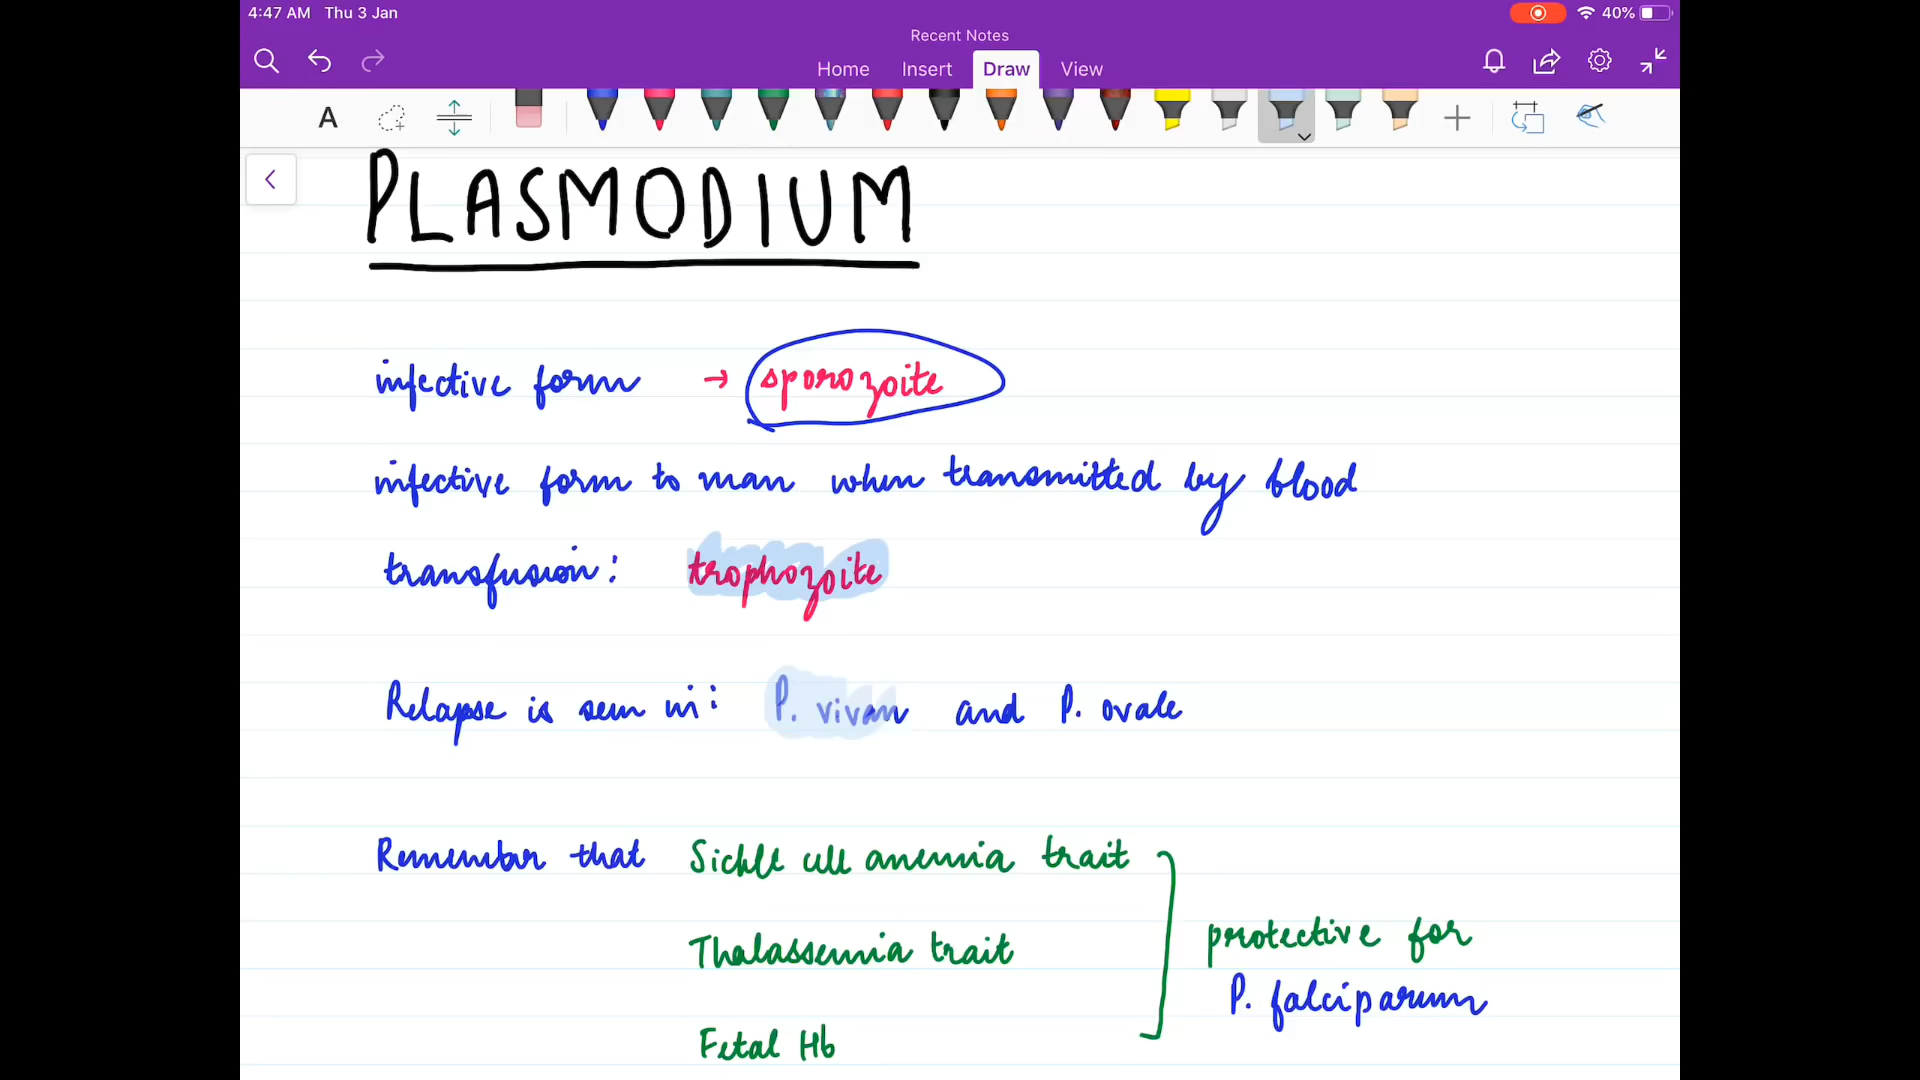 4:47 AM Thu 3 Jan
40%
Recent Notes
Home Insert Draw View
A
PLASMODIUM
infective form → sporozoite
infective form to man when transmitted by blood
transfusion: trophozoite
Relapse is seen in: P. vivax and P. ovale
Remember that Sickle cell anemia trait
Thalassemia trait
protective for
P. falciparum
Fetal Hb